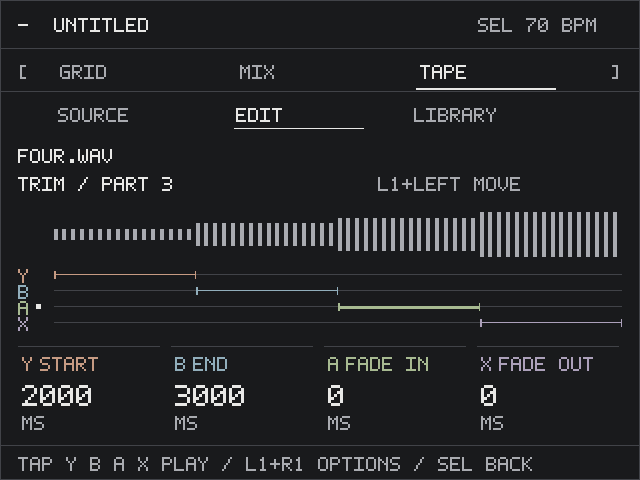 – UNTITLED SEL 70 BPM
[ GRID MIX TAPE ]
SOURCE EDIT LIBRARY
FOUR.WAV
TRIM / PART 3 L1+LEFT MOVE
Y
B
A
X
Y START B END A FADE IN X FADE OUT
2000 3000 0 0
MS MS MS MS
TAP Y B A X PLAY / L1+R1 OPTIONS / SEL BACK